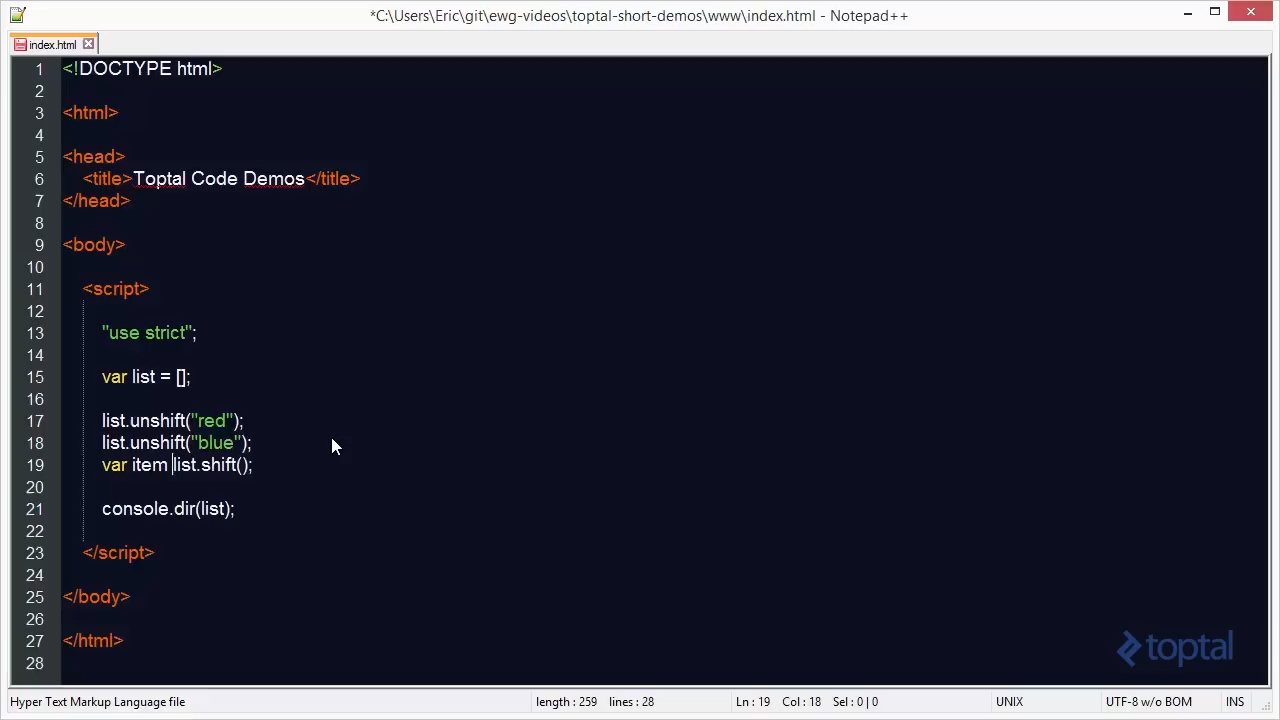 *C:\Users\Eric\git\ewg-videos\toptal-short-demos\www\index.html - Notepad++
index.html
1 <!DOCTYPE html>
2
3 <html>
4
5 <head>
6 <title>Toptal Code Demos</title>
7 </head>
8
9 <body>
10
11 <script>
12
13 "use strict";
14
15 var list = [];
16
17 list.unshift("red");
18 list.unshift("blue");
19 var item list.shift();
20
21 console.dir(list);
22
23 </script>
24
25 </body>
26
27 </html>
28
toptal
Hyper Text Markup Language file length : 259 lines : 28 Ln : 19 Col : 18 Sel : 0 | 0 UNIX UTF-8 w/o BOM INS